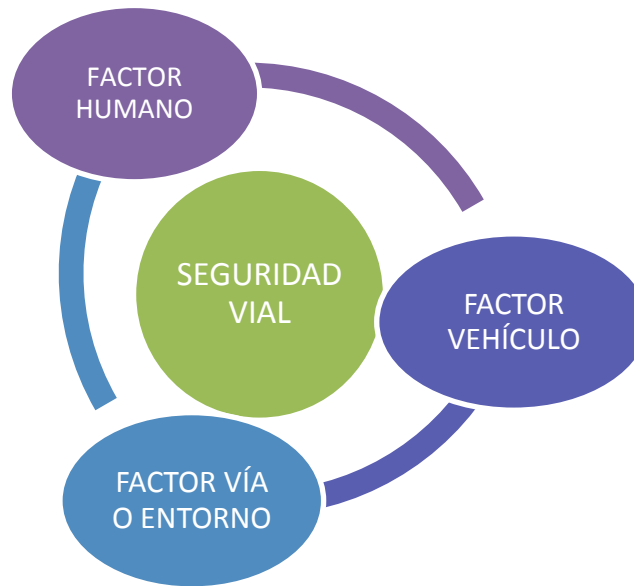 FACTOR
HUMANO
SEGURIDAD
VIAL
FACTOR
VEHÍCULO
FACTOR VÍA
O ENTORNO